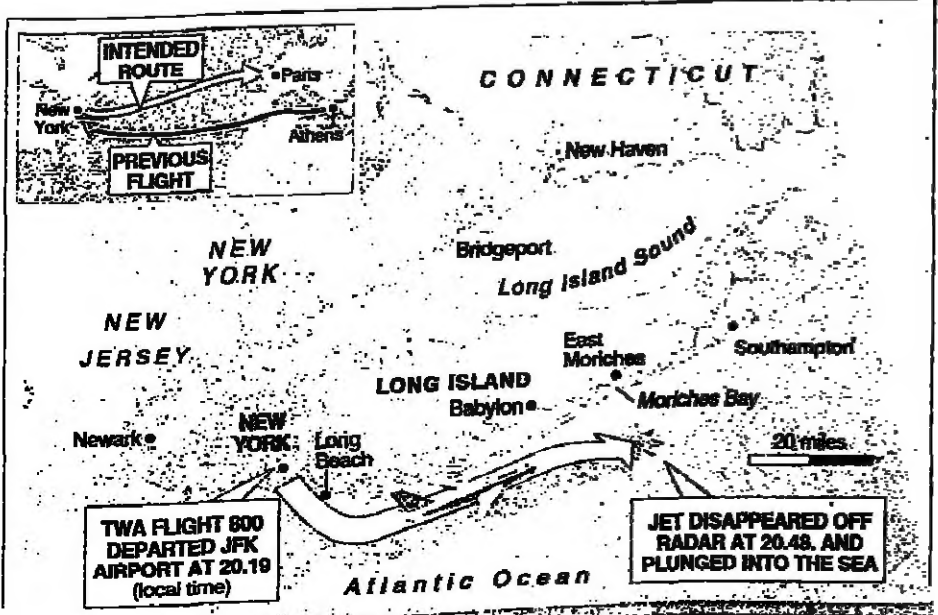 INTENDED
ROUTE
Paris
New
York
Athens
PREVIOUS
FLIGHT
CONNECTICUT
New Haven
NEW
YORK
Bridgeport
Long Island Sound
NEW
JERSEY
East
Moriches
Southampton
LONG ISLAND
Babylon
Moriches Bay
Newark
NEW
YORK
Long
Beach
20 miles
TWA FLIGHT 800
DEPARTED JFK
AIRPORT AT 20.19
(local time)
JET DISAPPEARED OFF
RADAR AT 20.48. AND
PLUNGED INTO THE SEA
Atlantic Ocean